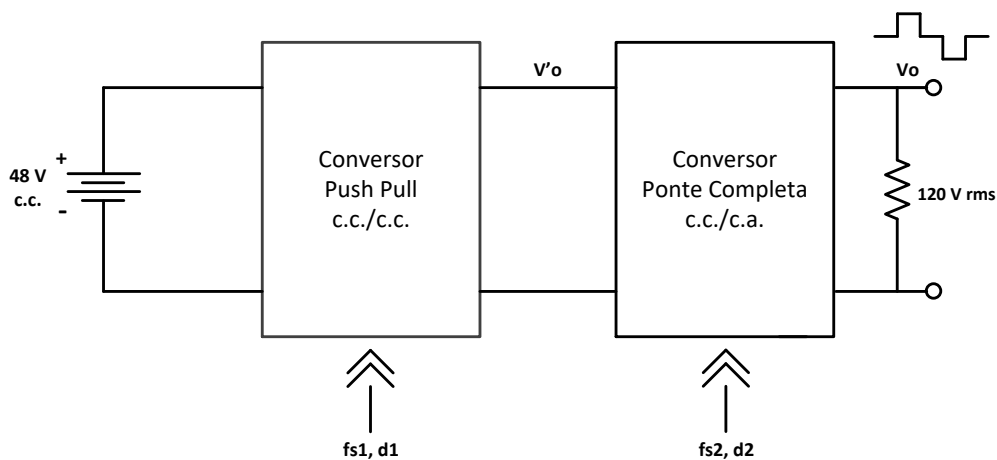 48 V
c.c.
+
-
Conversor
Push Pull
c.c./c.c.
V'o
Conversor
Ponte Completa
c.c./c.a.
Vo
120 V rms
fs1, d1
fs2, d2